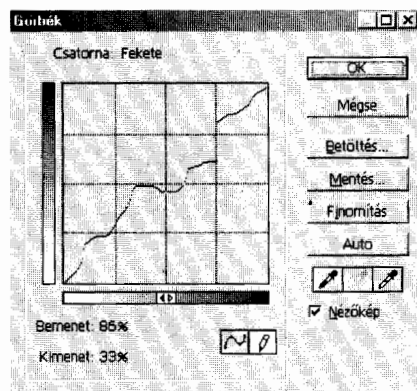 Görbék
Csatorna: Fekete
OK
Mégse
Betöltés...
Mentés...
Finomítás
Auto
Nézőkép
Bemenet: 86%
Kimenet: 33%